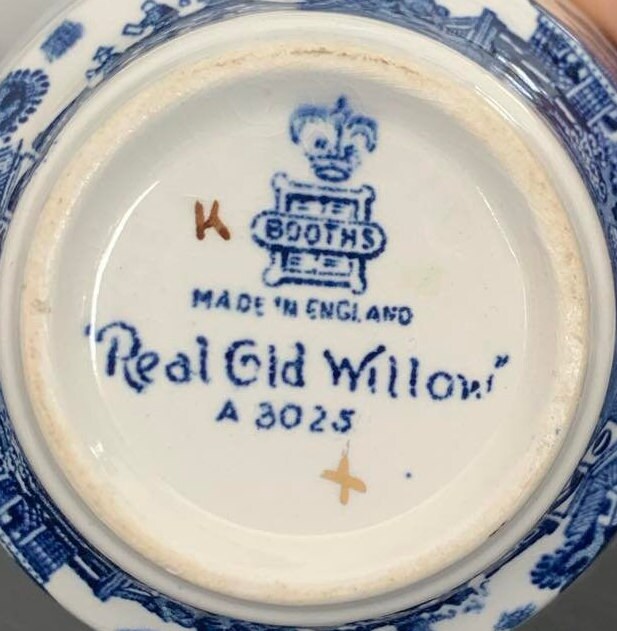 K
BOOTHS
MADE IN ENGLAND
"Real Old Willow"
A 3025